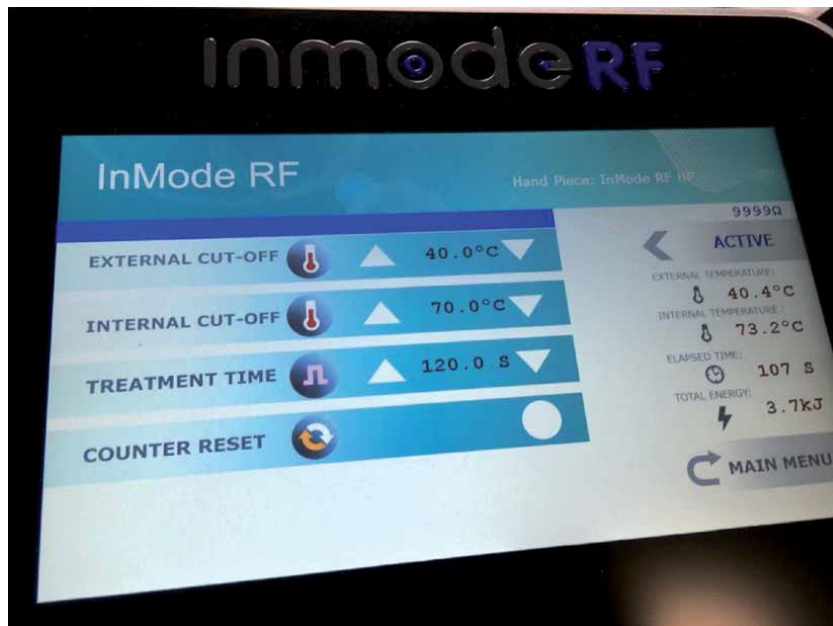 inmode RF
InMode RF
Hand Piece: InMode RF HP
9999Ω
EXTERNAL CUT-OFF 40.0°C
ACTIVE
EXTERNAL TEMPERATURE:
40.4°C
INTERNAL CUT-OFF 70.0°C
INTERNAL TEMPERATURE:
73.2°C
TREATMENT TIME 120.0 S
ELAPSED TIME:
107 S
TOTAL ENERGY:
3.7kJ
COUNTER RESET
MAIN MENU